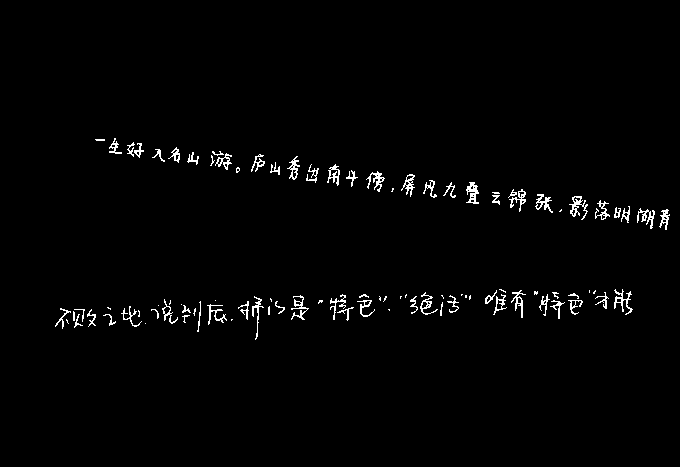 一生好入名山游。庐山秀出南斗傍,屏风九叠云锦张.影落明湖青
不败之地.说到底.拼的是"特色"、"绝活"唯有"特色"才能